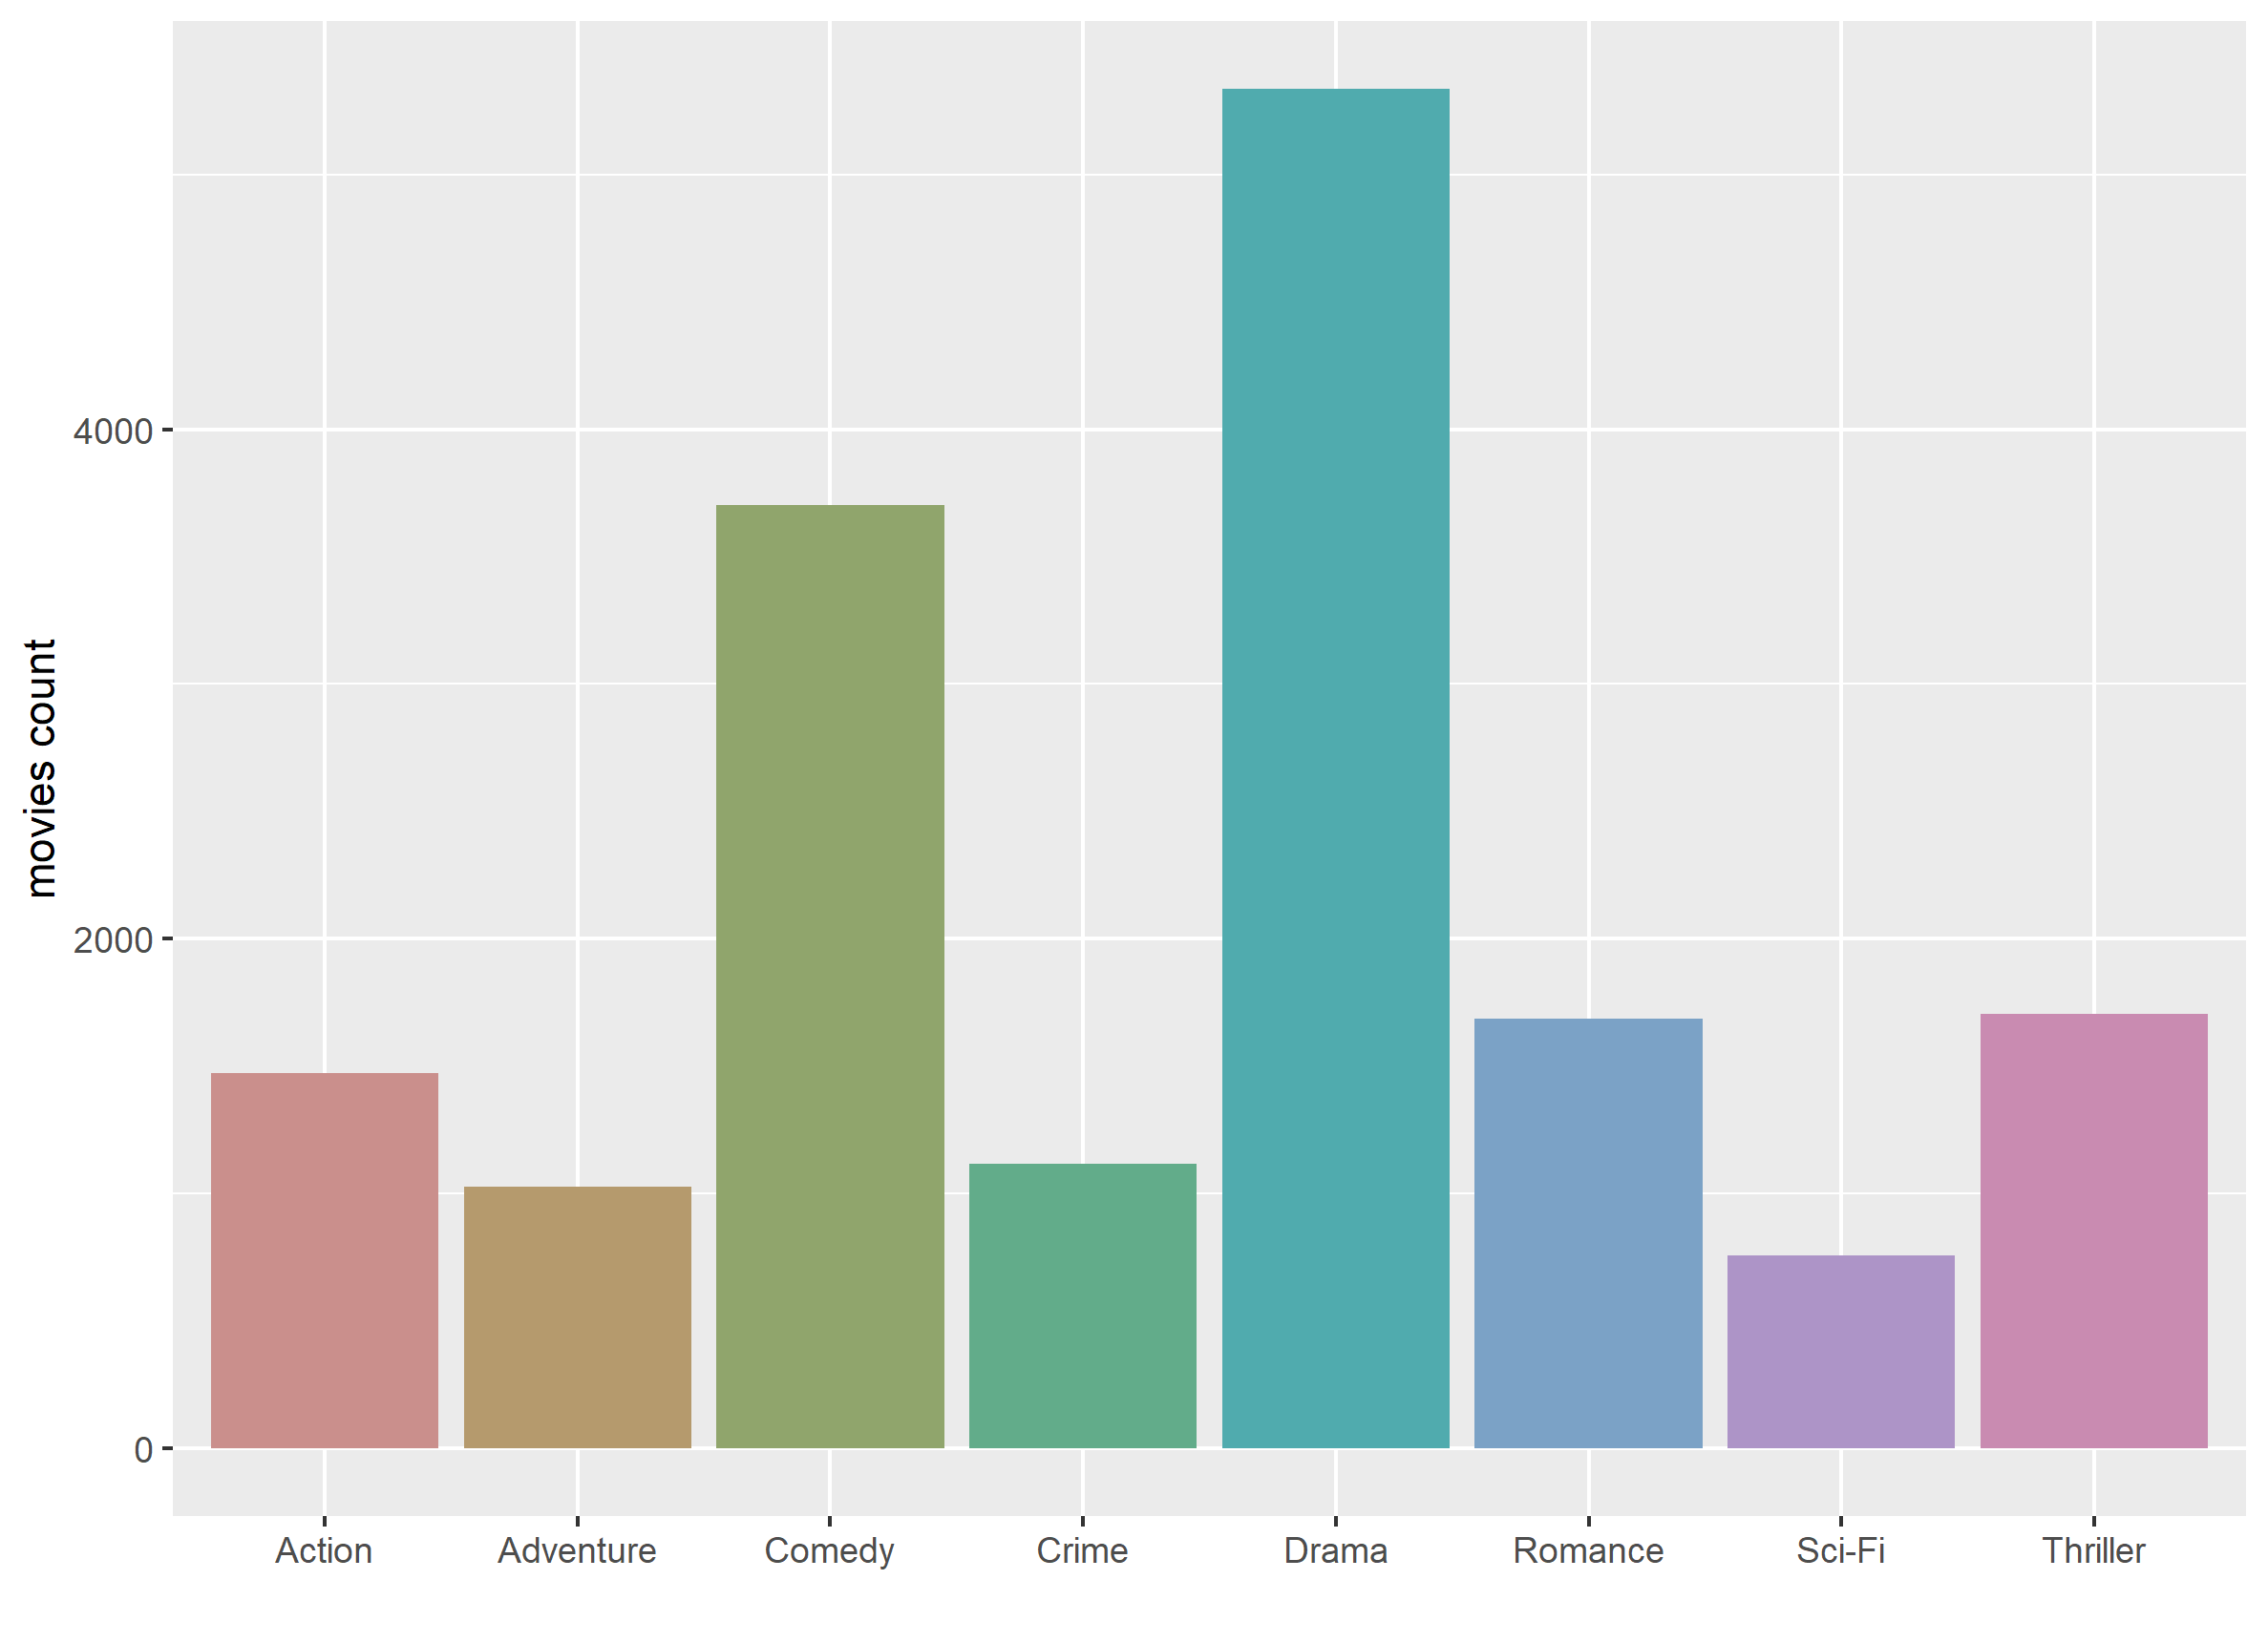 movies count
4000
2000
0
Action Adventure Comedy Crime Drama Romance Sci-Fi Thriller